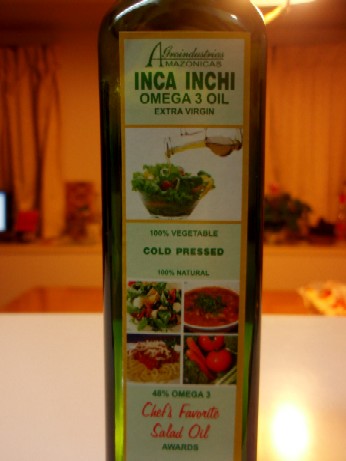 Agroindustrias
AMAZONICAS
INCA INCHI
OMEGA 3 OIL
EXTRA VIRGIN
100% VEGETABLE
COLD PRESSED
100% NATURAL
48% OMEGA 3
Chef's Favorite
Salad Oil
AWARDS